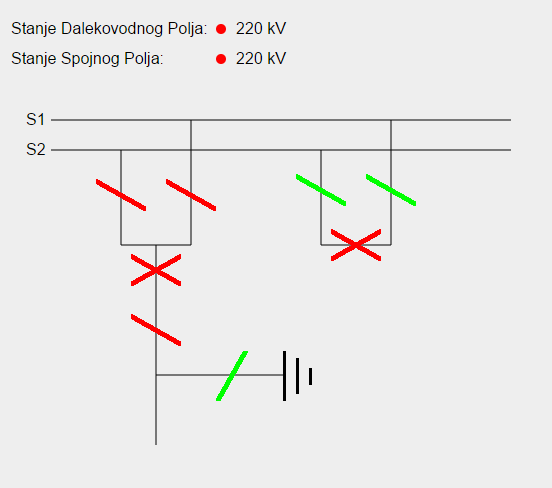 Stanje Dalekovodnog Polja: 220 kV
Stanje Spojnog Polja: 220 kV
S1
S2